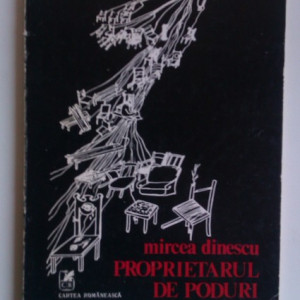 mircea dinescu
PROPRIETARUL
DE PODURI
CARTEA ROMÂNEASCĂ